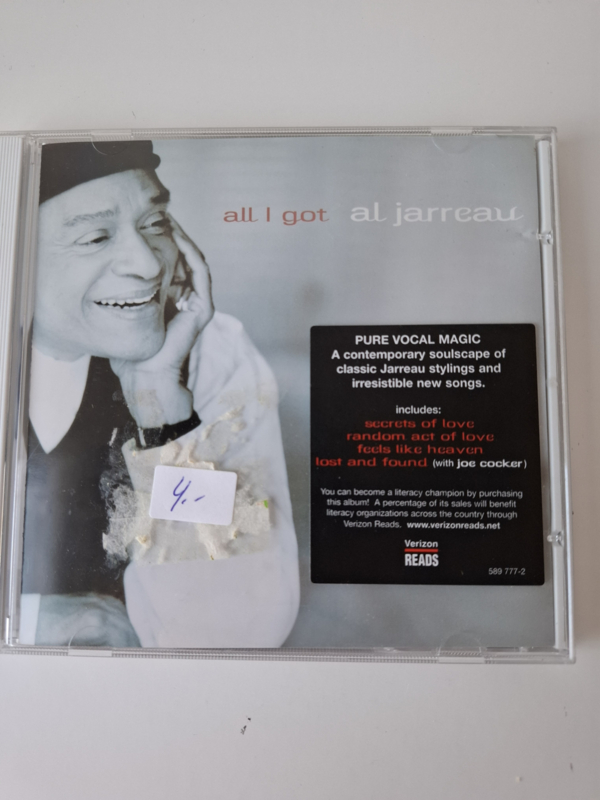 all I got al jarreau
PURE VOCAL MAGIC
A contemporary soulscape of
classic Jarreau stylings and
irresistible new songs.
includes:
secrets of love
random act of love
feels like heaven
lost and found (with joe cocker)
You can become a literacy champion by purchasing
this album! A percentage of its sales will benefit
literacy organizations across the country through
Verizon Reads. www.verizonreads.net
Verizon
READS
589 777-2
4.-